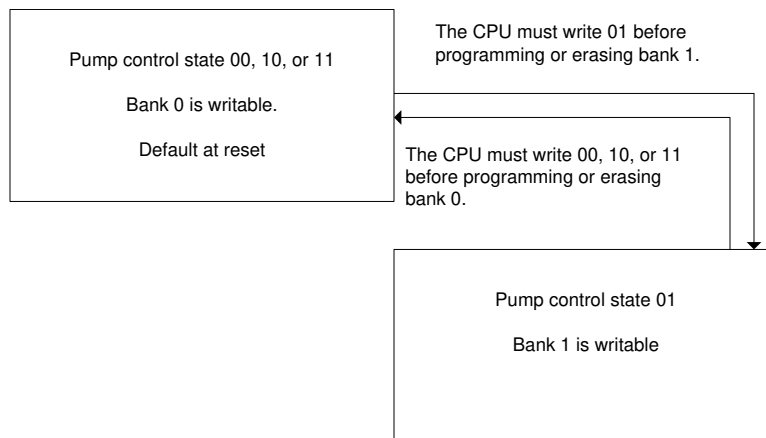 Pump control state 00, 10, or 11
Bank 0 is writable.
Default at reset
The CPU must write 01 before
programming or erasing bank 1.
The CPU must write 00, 10, or 11
before programming or erasing
bank 0.
Pump control state 01
Bank 1 is writable